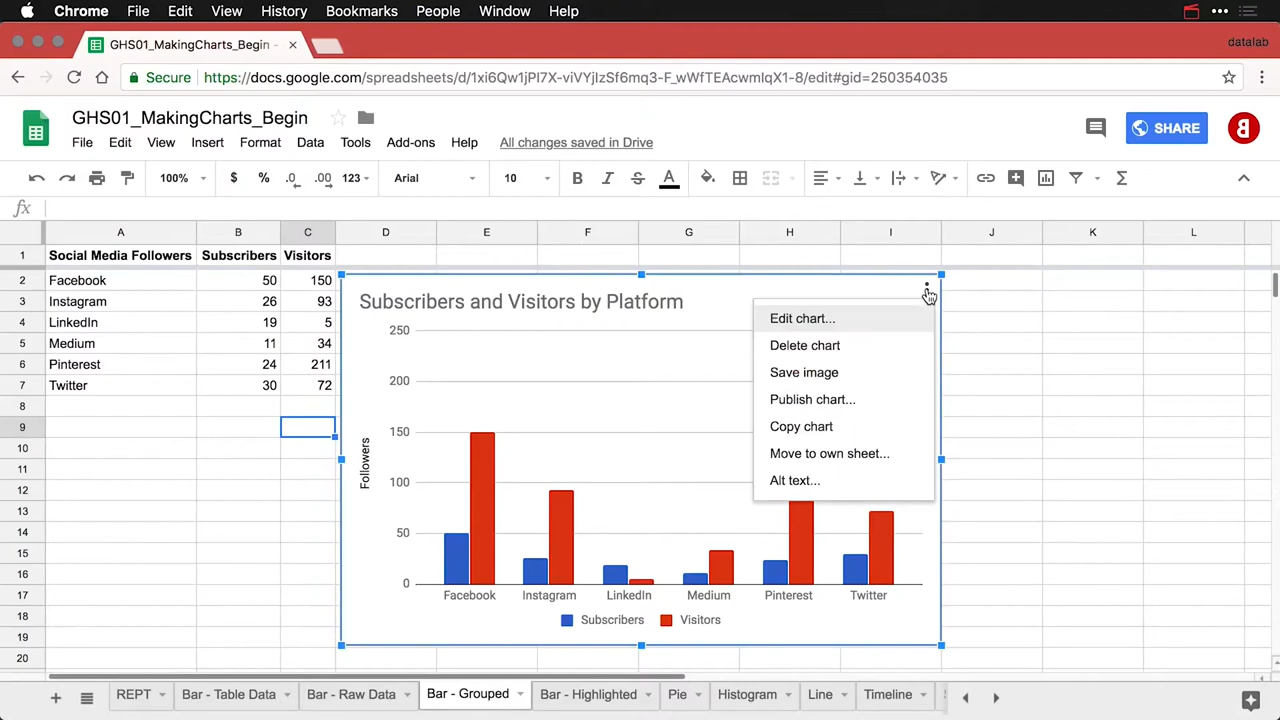 Chrome File Edit View History Bookmarks People Window Help
GHS01_MakingCharts_Begin -
datalab
Secure https://docs.google.com/spreadsheets/d/1xi6Qw1jPI7X-viVYjIzSf6mq3-F_wWfTEAcwmIqX1-8/edit#gid=250354035
GHS01_MakingCharts_Begin
File Edit View Insert Format Data Tools Add-ons Help All changes saved in Drive
SHARE
100% $ % .0 .00 123 Arial 10 B I S A
fx
A B C D E F G H I J K L
1 Social Media Followers Subscribers Visitors
2 Facebook 50 150
3 Instagram 26 93
4 LinkedIn 19 5
5 Medium 11 34
6 Pinterest 24 211
7 Twitter 30 72
8
9
10
11
12
13
14
15
16
17
18
19
20
Subscribers and Visitors by Platform
250
200
150
100
50
0
Followers
Facebook Instagram LinkedIn Medium Pinterest Twitter
Subscribers Visitors
Edit chart...
Delete chart
Save image
Publish chart...
Copy chart
Move to own sheet...
Alt text...
REPT Bar - Table Data Bar - Raw Data Bar - Grouped Bar - Highlighted Pie Histogram Line Timeline